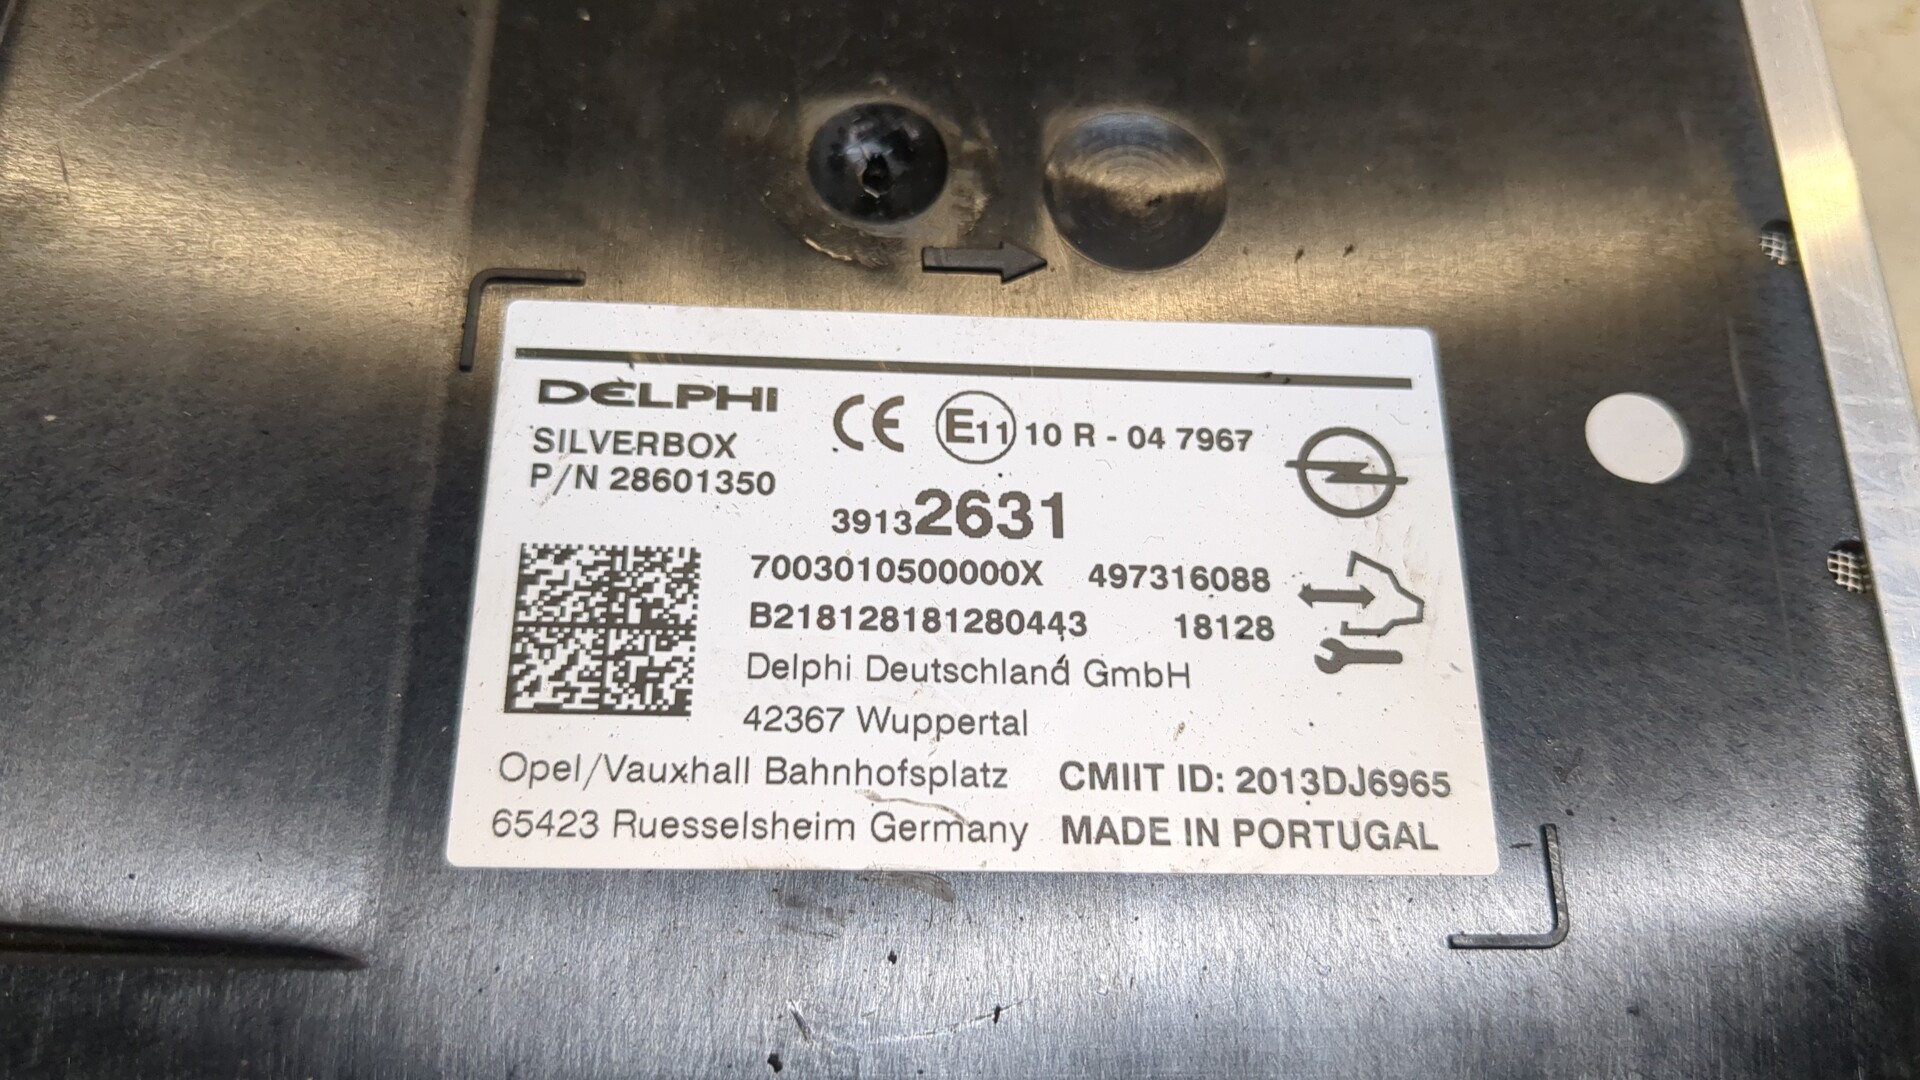 DELPHI
SILVERBOX
P/N 28601350
CE E11 10 R - 04 7967
39132631
7003010500000X 497316088
B218128181280443 18128
Delphi Deutschland GmbH
42367 Wuppertal
Opel/Vauxhall Bahnhofsplatz
65423 Ruesselsheim Germany
CMIIT ID: 2013DJ6965
MADE IN PORTUGAL